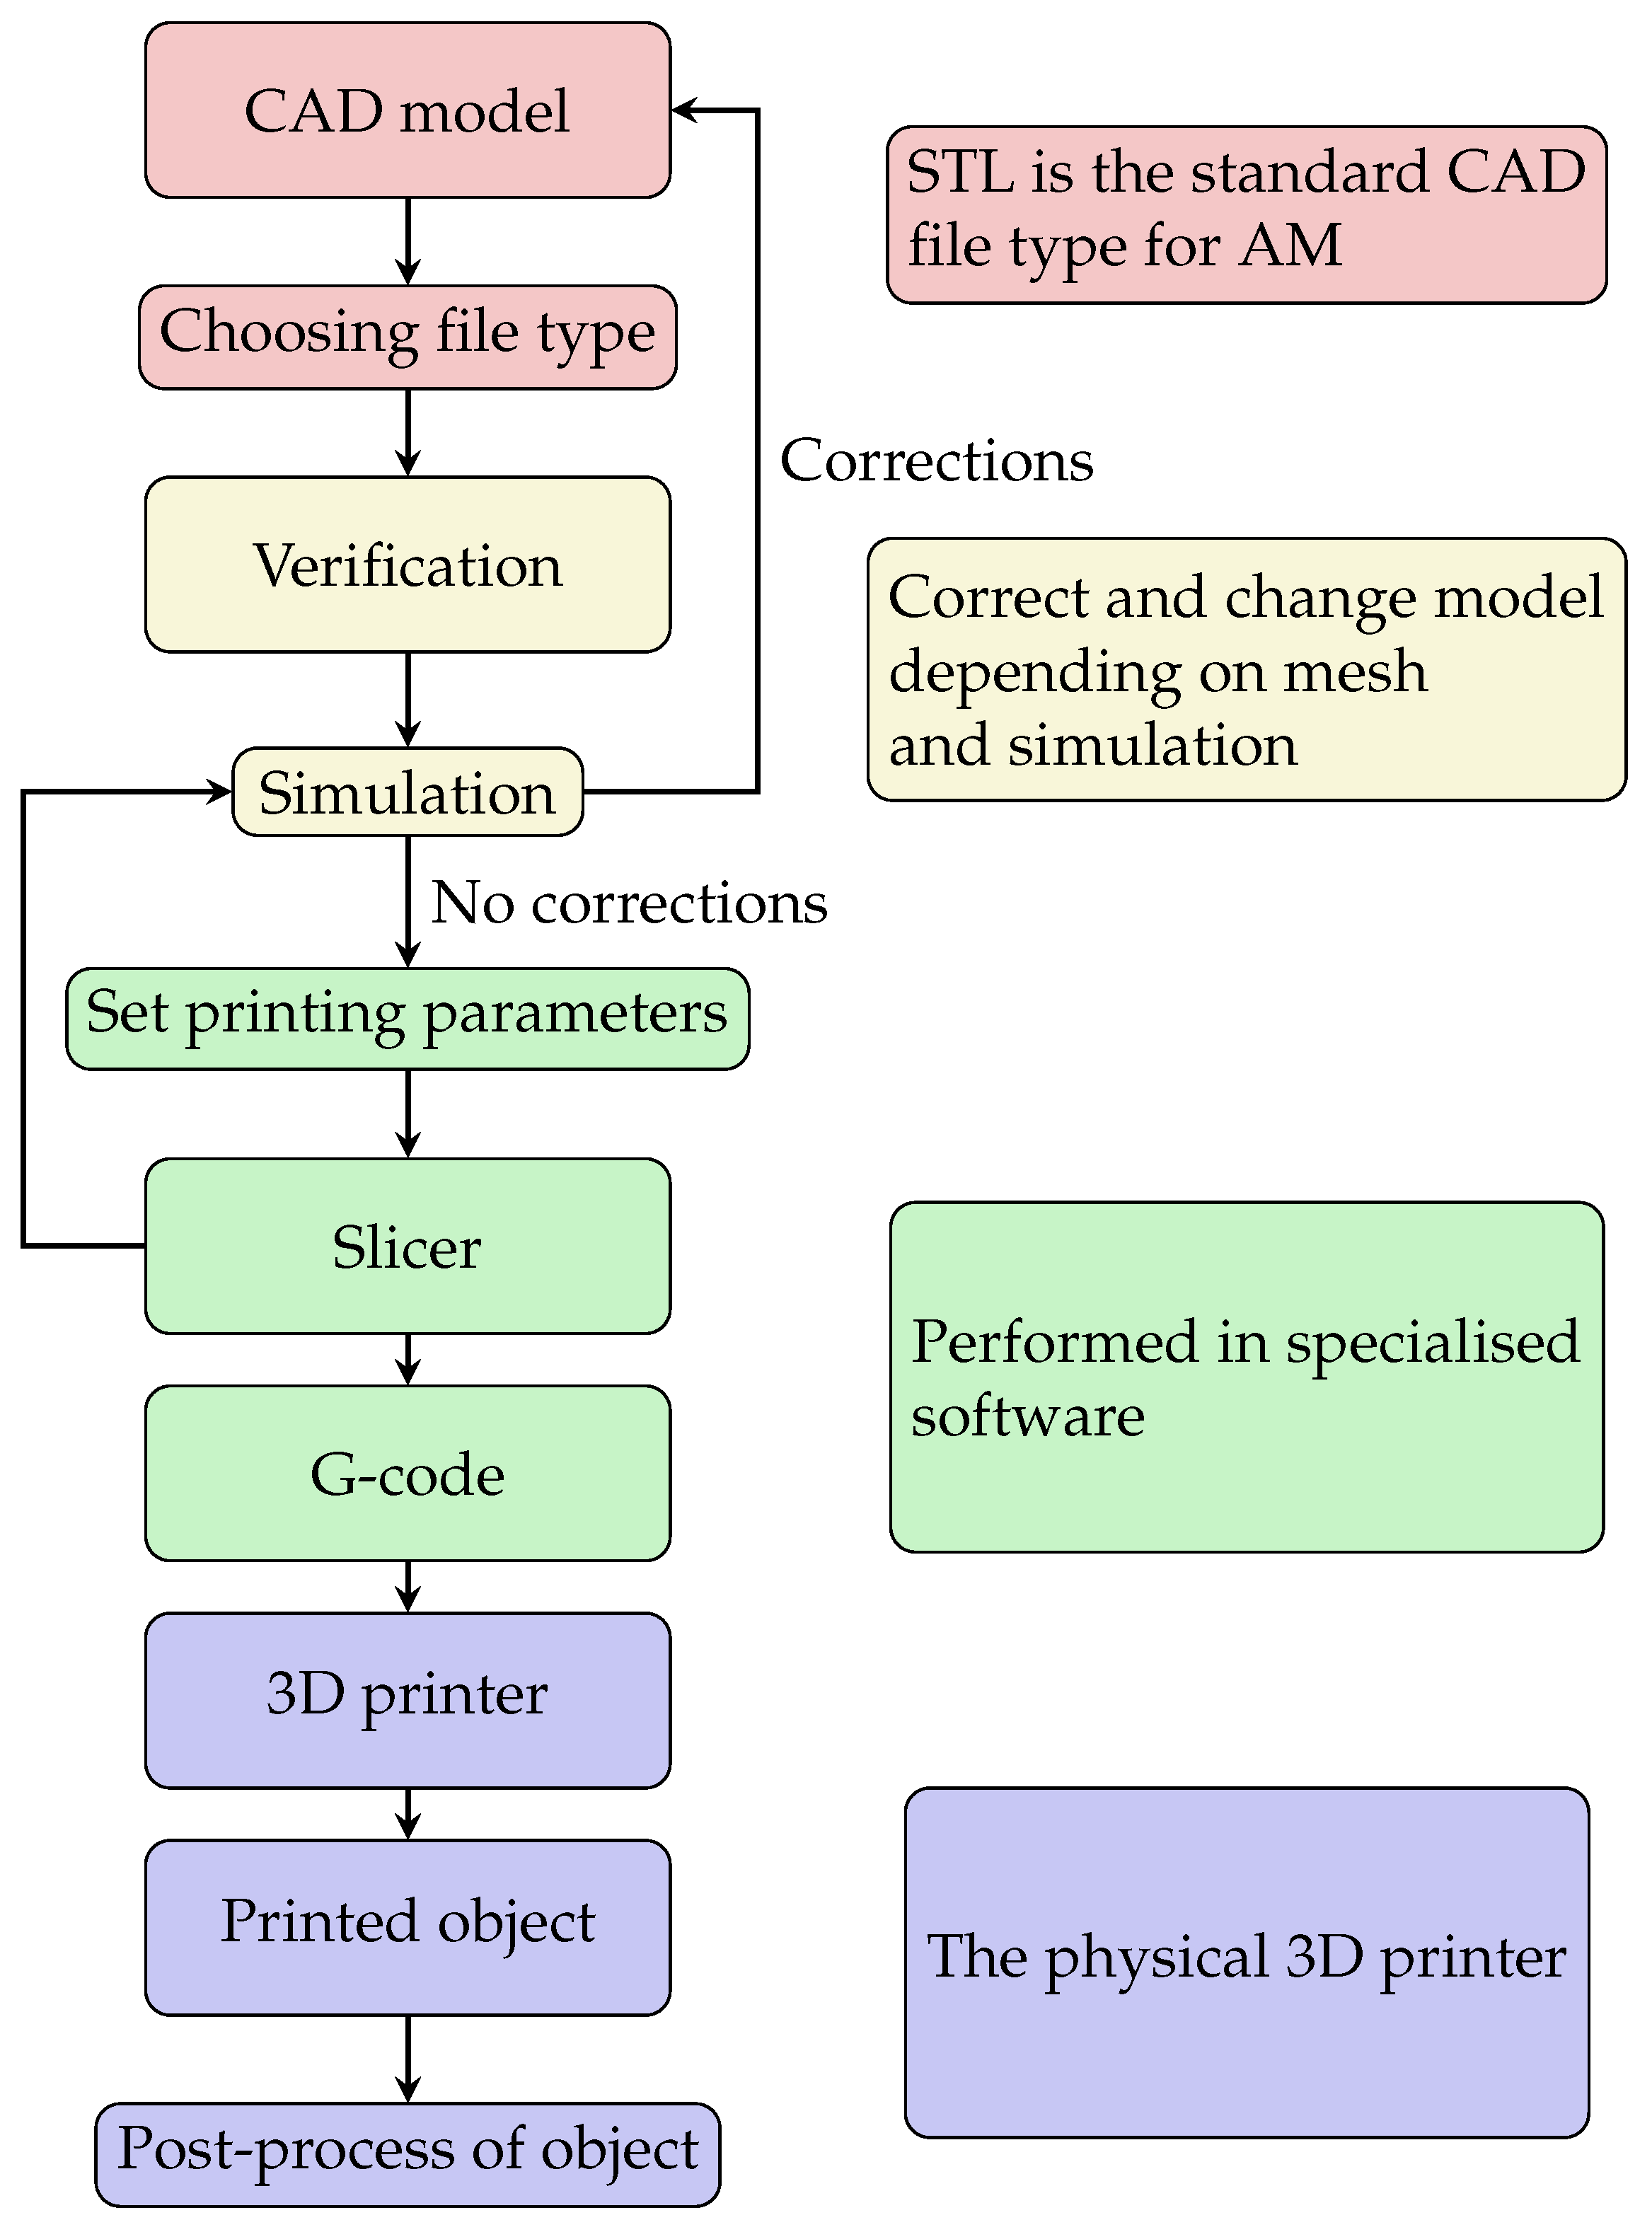 CAD model
STL is the standard CAD
file type for AM
Choosing file type
Corrections
Verification
Correct and change model
depending on mesh
and simulation
Simulation
No corrections
Set printing parameters
Slicer
Performed in specialised
software
G-code
3D printer
Printed object
The physical 3D printer
Post-process of object